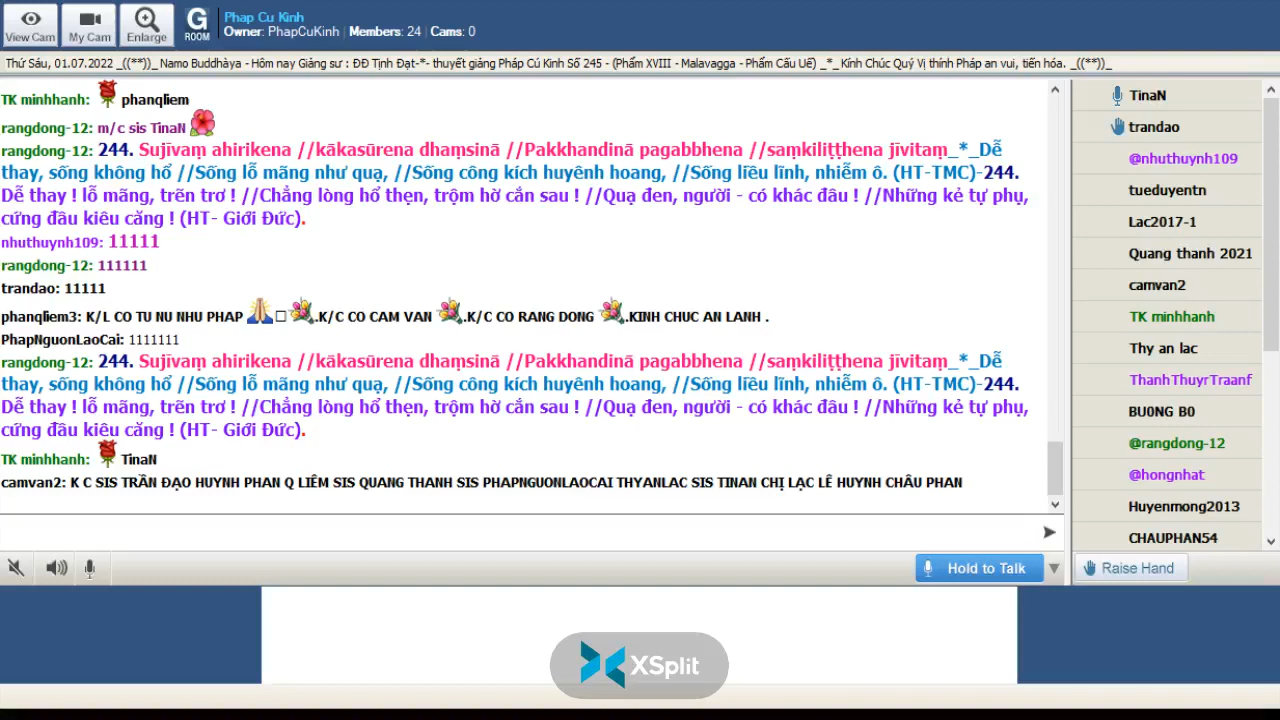 View Cam
My Cam
Enlarge
G
ROOM
Phap Cu Kinh
Owner: PhapCuKinh | Members: 24 | Cams: 0
Thứ Sáu, 01.07.2022 _((**))_ Namo Buddhàya - Hôm nay Giảng sư : ĐĐ Tịnh Đạt-*- thuyết giảng Pháp Cú Kinh Số 245 - (Phẩm XVIII - Malavagga - Phẩm Cấu Uế) _*_ Kính Chúc Quý Vị thính Pháp an vui, tiến hóa. _((**)_
TK minhhanh: phanqliem
rangdong-12: m/c sis TinaN
rangdong-12: 244. Sujīvaṃ ahirikena //kākasūrena dhaṃsinā //Pakkhandinā pagabbhena //saṃkiliṭṭhena jīvitaṃ_*_Dễ
thay, sống không hổ //Sống lỗ mãng như quạ, //Sống công kích huyênh hoang, //Sống liều lĩnh, nhiễm ô. (HT-TMC)-244.
Dễ thay ! lỗ mãng, trẽn trơ ! //Chẳng lòng hổ thẹn, trộm hờ cắn sau ! //Quạ đen, người - có khác đâu ! //Những kẻ tự phụ,
cứng đầu kiêu căng ! (HT- Giới Đức).
nhuthuynh109: 11111
rangdong-12: 111111
trandao: 11111
phanqliem3: K/L CO TU NU NHU PHAP .K/C CO CAM VAN .K/C CO RANG DONG .KINH CHUC AN LANH .
PhapNguonLaoCai: 1111111
rangdong-12: 244. Sujīvaṃ ahirikena //kākasūrena dhaṃsinā //Pakkhandinā pagabbhena //saṃkiliṭṭhena jīvitaṃ_*_Dễ
thay, sống không hổ //Sống lỗ mãng như quạ, //Sống công kích huyênh hoang, //Sống liều lĩnh, nhiễm ô. (HT-TMC)-244.
Dễ thay ! lỗ mãng, trẽn trơ ! //Chẳng lòng hổ thẹn, trộm hờ cắn sau ! //Quạ đen, người - có khác đâu ! //Những kẻ tự phụ,
cứng đầu kiêu căng ! (HT- Giới Đức).
TK minhhanh: TinaN
camvan2: K C SIS TRẦN ĐẠO HUYNH PHAN Q LIÊM SIS QUANG THANH SIS PHAPNGUONLAOCAI THYANLAC SIS TINAN CHỊ LẠC LÊ HUYNH CHÂU PHAN
TinaN
trandao
@nhuthuynh109
tueduyentn
Lac2017-1
Quang thanh 2021
camvan2
TK minhhanh
Thy an lac
ThanhThuyrTraanf
BU0NG B0
@rangdong-12
@hongnhat
Huyenmong2013
CHAUPHAN54
Hold to Talk
Raise Hand
XSplit